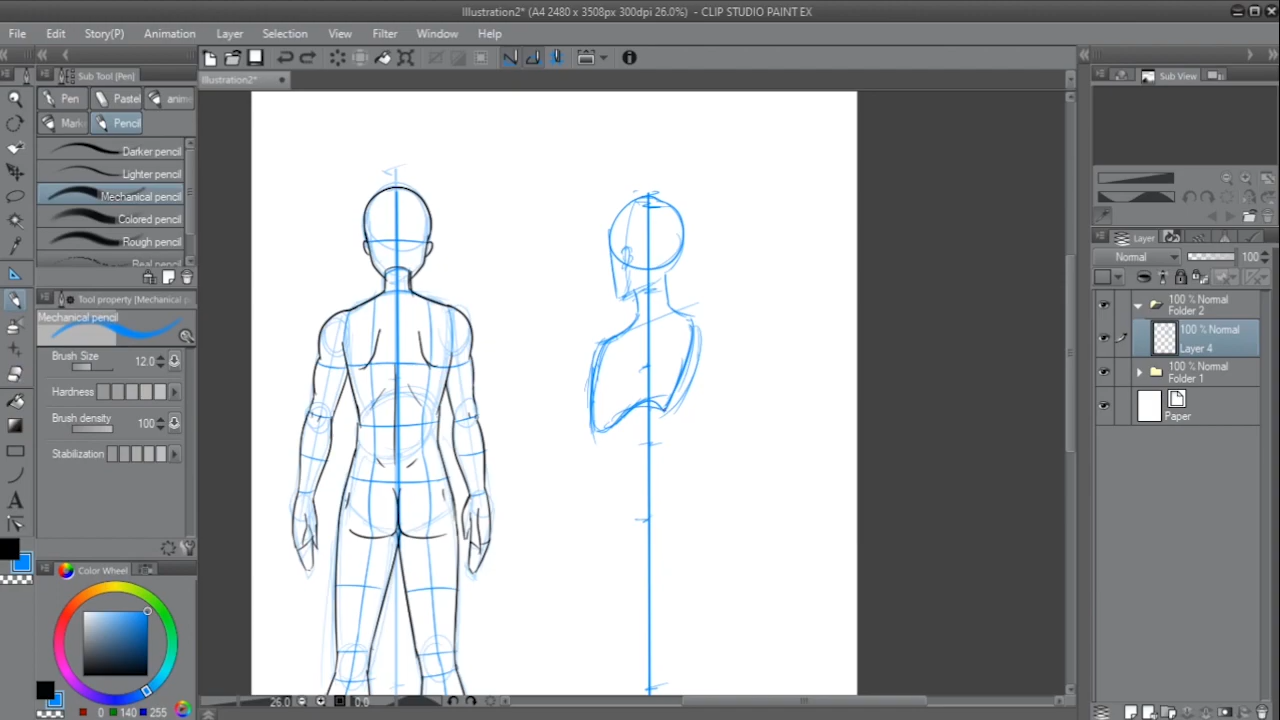 Illustration2* (A4 2480 x 3508px 300dpi 26.0%) - CLIP STUDIO PAINT EX
File Edit Story(P) Animation Layer Selection View Filter Window Help
Sub Tool [Pen]
Illustration2*
Sub View
Pen Pastel anim
Mark Pencil
Darker pencil
Lighter pencil
Mechanical pencil
Colored pencil
Rough pencil
Real pencil
Tool property [Mechanical p
Mechanical pencil
Brush Size 12.0
Hardness
Brush density 100
Stabilization
Color Wheel
0 140 255
26.0 0.0
Layer
Normal 100
100 % Normal
Folder 2
100 % Normal
Layer 4
100 % Normal
Folder 1
Paper